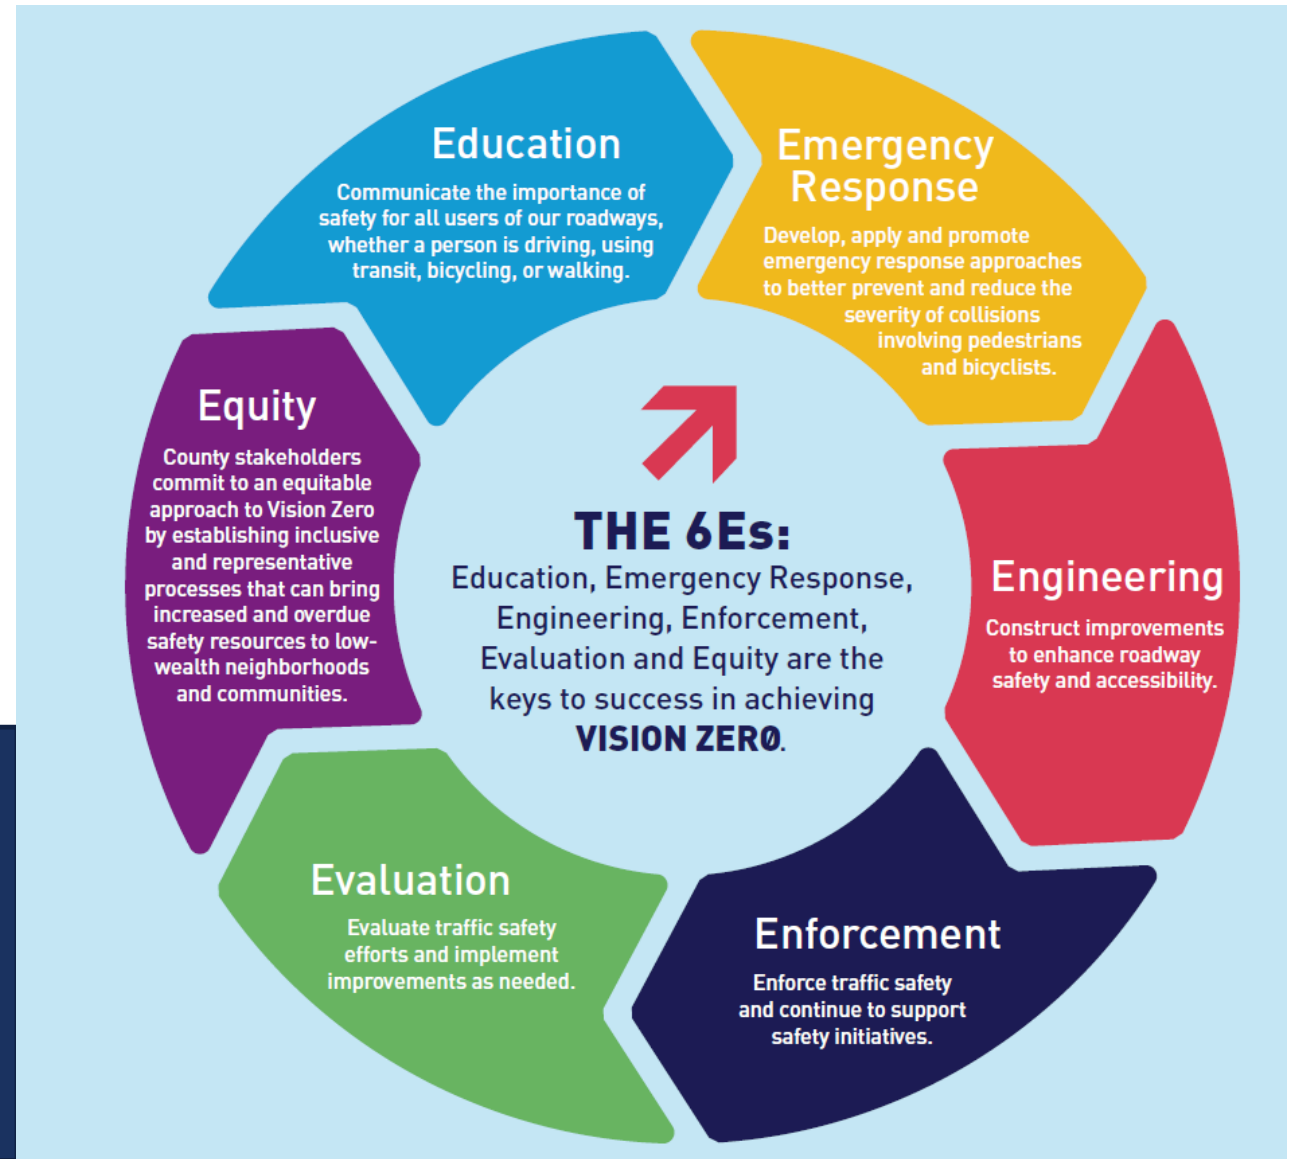 Education
Communicate the importance of
safety for all users of our roadways,
whether a person is driving, using
transit, bicycling, or walking.
Emergency
Response
Develop, apply and promote
emergency response approaches
to better prevent and reduce the
severity of collisions
involving pedestrians
and bicyclists.
Engineering
Construct improvements
to enhance roadway
safety and accessibility.
Enforcement
Enforce traffic safety
and continue to support
safety initiatives.
Evaluation
Evaluate traffic safety
efforts and implement
improvements as needed.
Equity
County stakeholders
commit to an equitable
approach to Vision Zero
by establishing inclusive
and representative
processes that can bring
increased and overdue
safety resources to low-
wealth neighborhoods
and communities.
THE 6Es:
Education, Emergency Response,
Engineering, Enforcement,
Evaluation and Equity are the
keys to success in achieving
VISION ZERO.